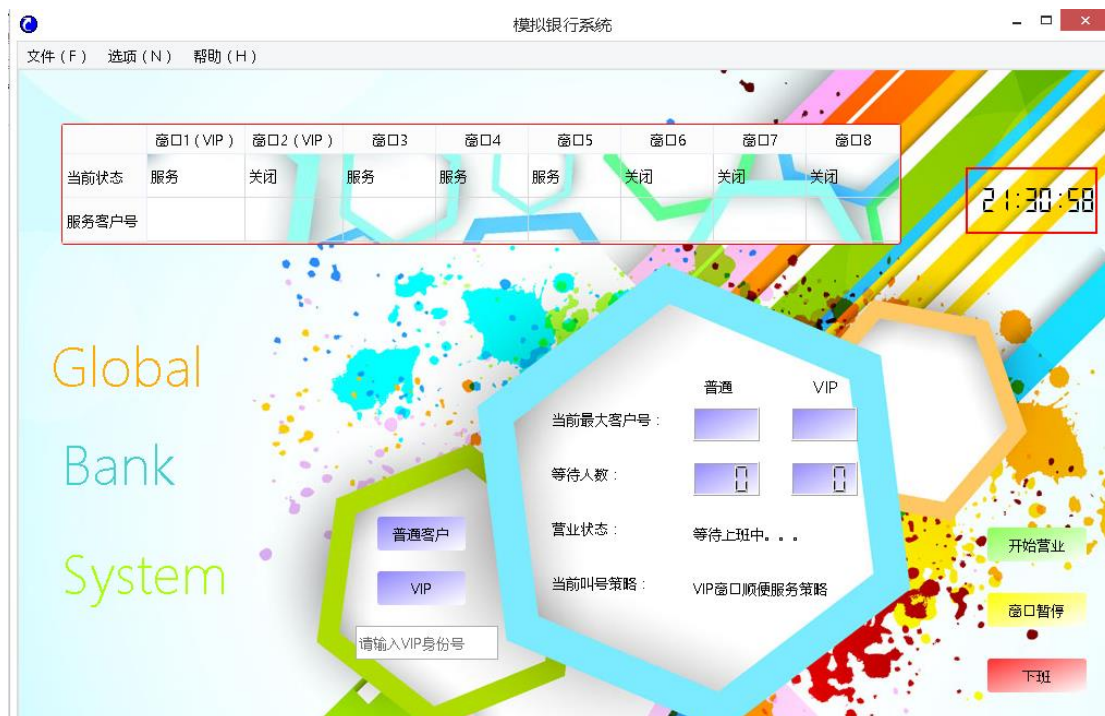 模拟银行系统
文件(F) 选项(N) 帮助(H)
窗口1(VIP) 窗口2(VIP) 窗口3 窗口4 窗口5 窗口6 窗口7 窗口8
当前状态 服务 关闭 服务 服务 服务 关闭 关闭 关闭
服务客户号
21:30:58
Global
Bank
System
普通 VIP
当前最大客户号:
等待人数: 0 0
营业状态: 等待上班中...
当前叫号策略: VIP窗口顺便服务策略
普通客户
VIP
请输入VIP身份号
开始营业
窗口暂停
下班